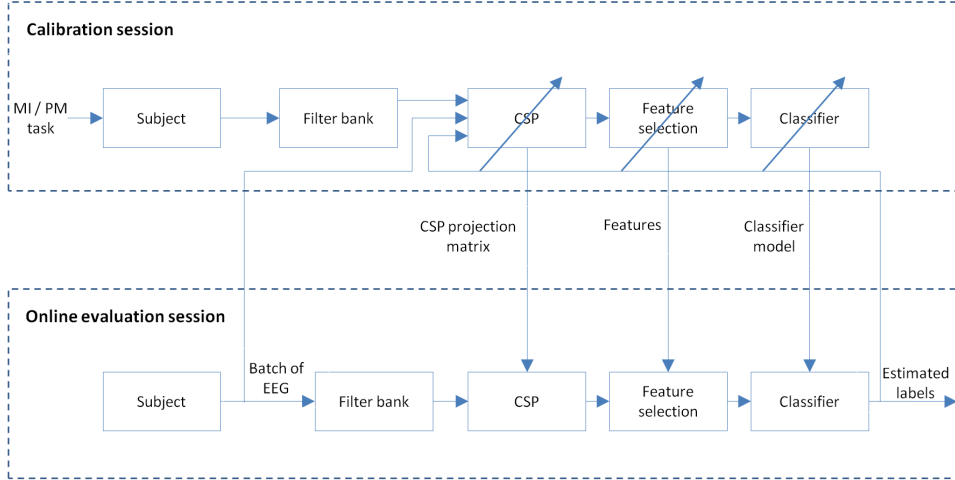 Calibration session
MI / PM
task
Subject
Filter bank
CSP
Feature
selection
Classifier
CSP projection
matrix
Features
Classifier
model
Online evaluation session
Subject
Batch of
EEG
Filter bank
CSP
Feature
selection
Classifier
Estimated
labels